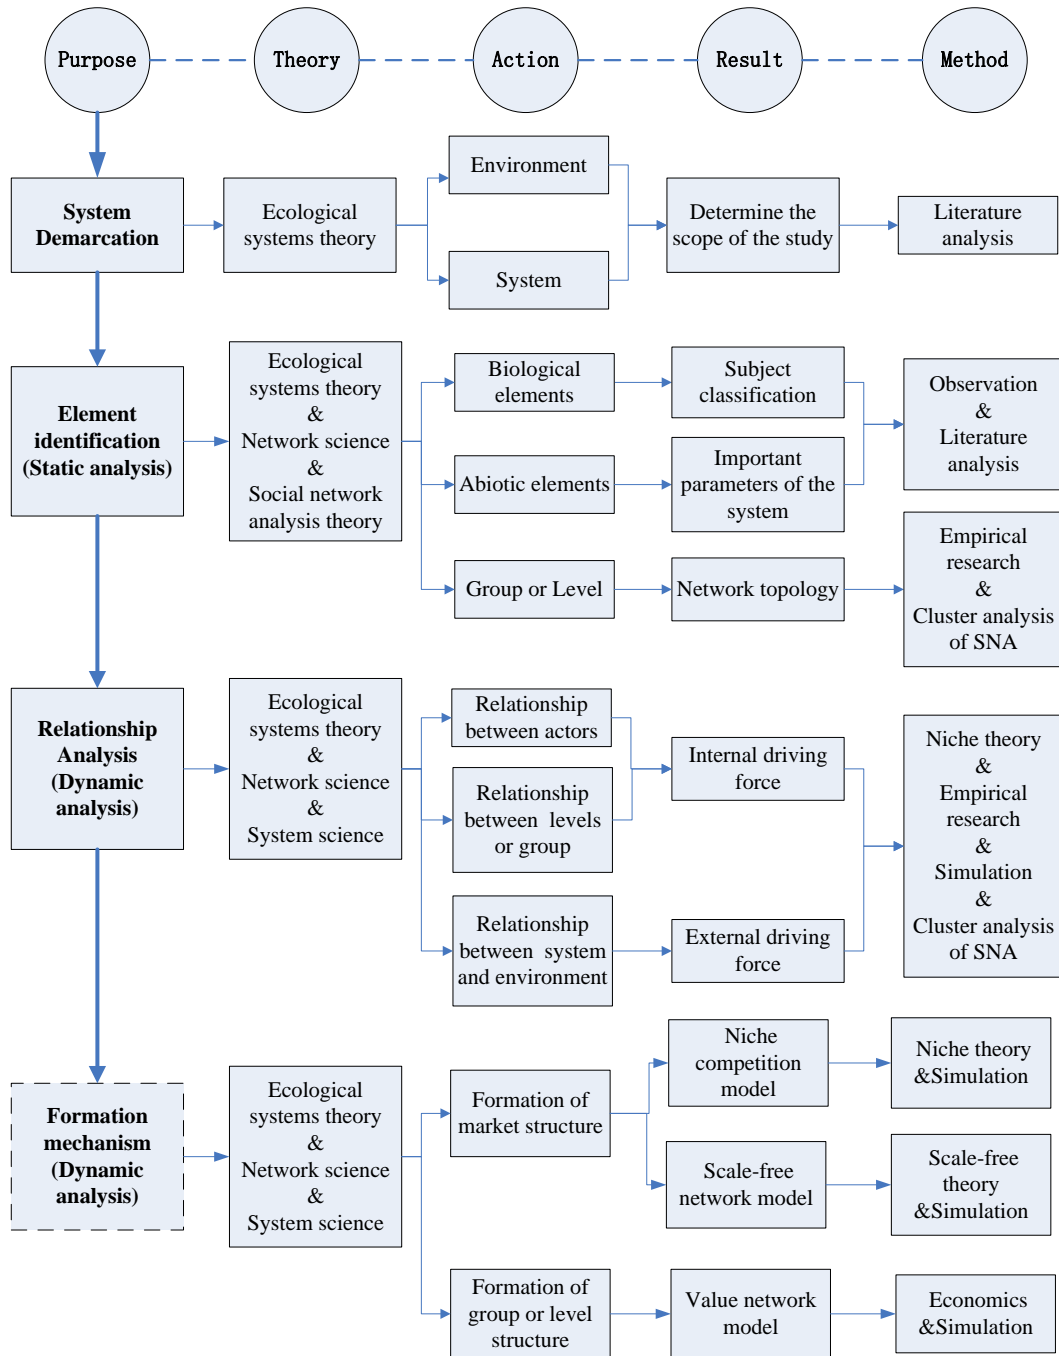 Purpose
Theory
Action
Result
Method
System
Demarcation
Ecological
systems theory
Environment
System
Determine the
scope of the study
Literature
analysis
Element
identification
(Static analysis)
Ecological
systems theory
&
Network science
&
Social network
analysis theory
Biological
elements
Abiotic elements
Group or Level
Subject
classification
Important
parameters of the
system
Network topology
Observation
&
Literature
analysis
Empirical
research
&
Cluster analysis
of SNA
Relationship
Analysis
(Dynamic
analysis)
Ecological
systems theory
&
Network science
&
System science
Relationship
between actors
Relationship
between levels
or group
Relationship
between system
and environment
Internal driving
force
External driving
force
Niche theory
&
Empirical
research
&
Simulation
&
Cluster analysis
of SNA
Formation
mechanism
(Dynamic
analysis)
Ecological
systems theory
&
Network science
&
System science
Formation of
market structure
Formation of
group or level
structure
Niche
competition
model
Scale-free
network model
Value network
model
Niche theory
&Simulation
Scale-free
theory
&Simulation
Economics
&Simulation